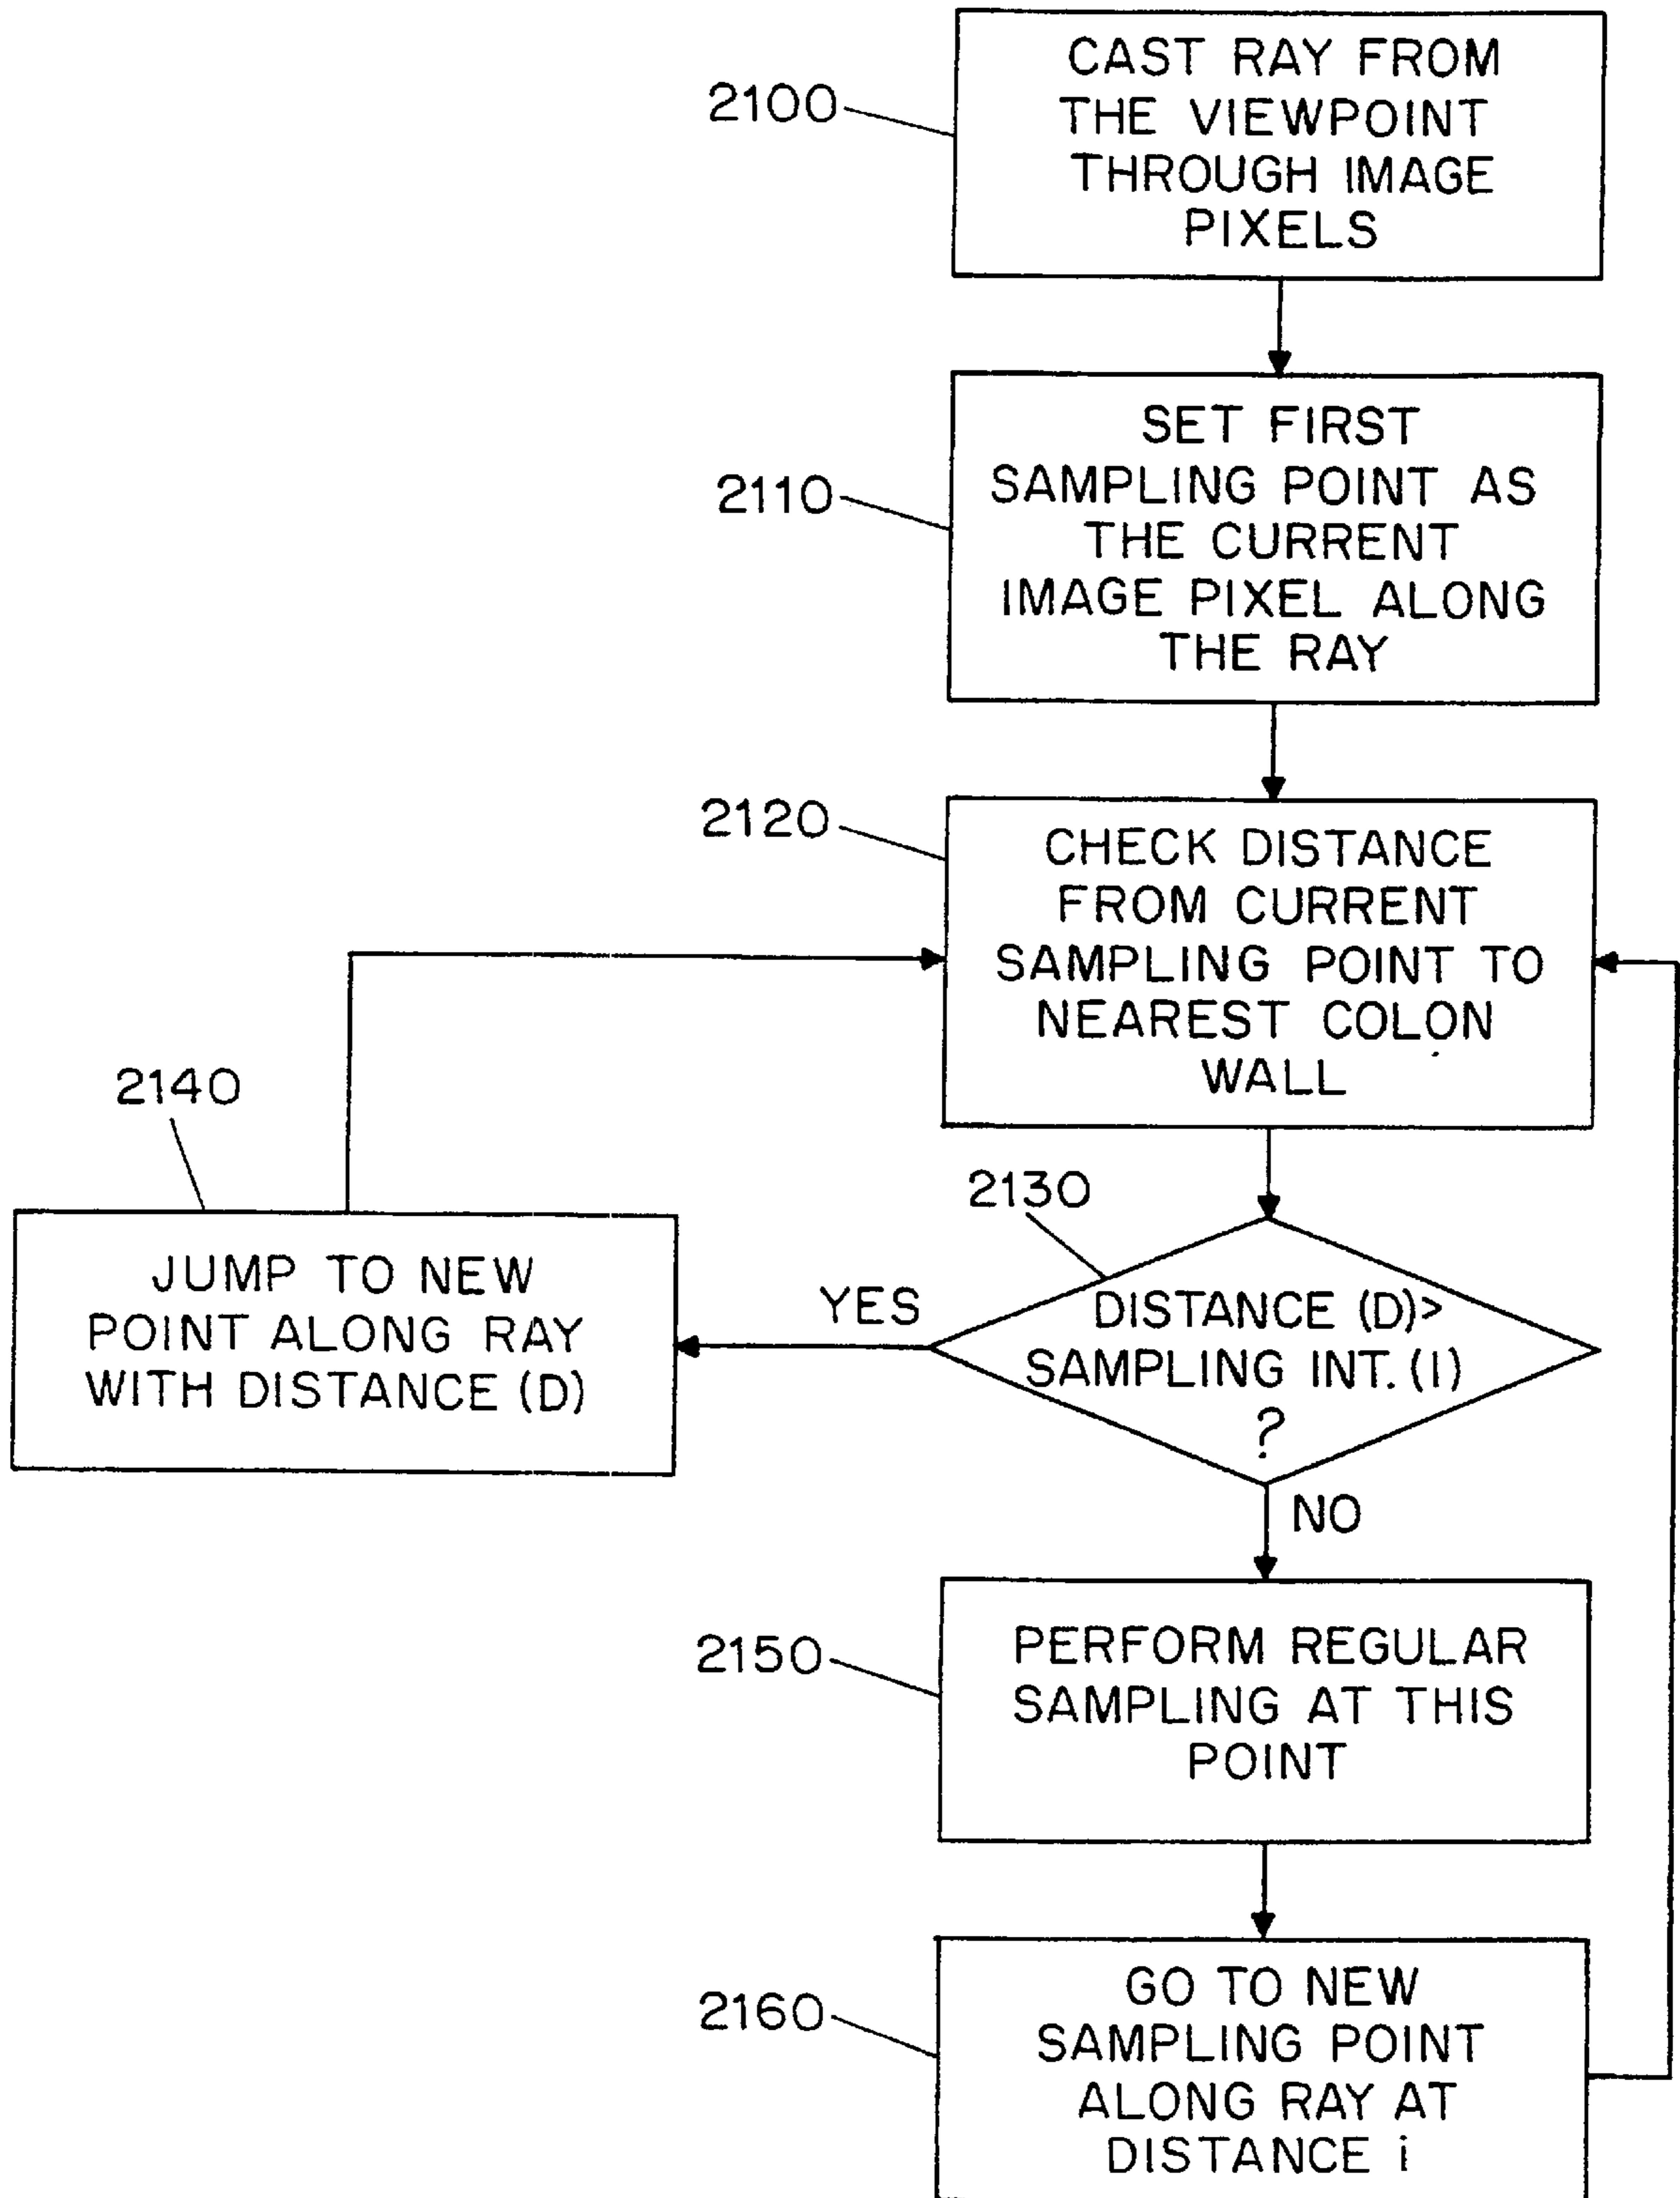 2100
CAST RAY FROM
THE VIEWPOINT
THROUGH IMAGE
PIXELS
2110
SET FIRST
SAMPLING POINT AS
THE CURRENT
IMAGE PIXEL ALONG
THE RAY
2120
CHECK DISTANCE
FROM CURRENT
SAMPLING POINT TO
NEAREST COLON
WALL
2130
DISTANCE (D)>
SAMPLING INT. (I)
?
YES
2140
JUMP TO NEW
POINT ALONG RAY
WITH DISTANCE (D)
NO
2150
PERFORM REGULAR
SAMPLING AT THIS
POINT
2160
GO TO NEW
SAMPLING POINT
ALONG RAY AT
DISTANCE i